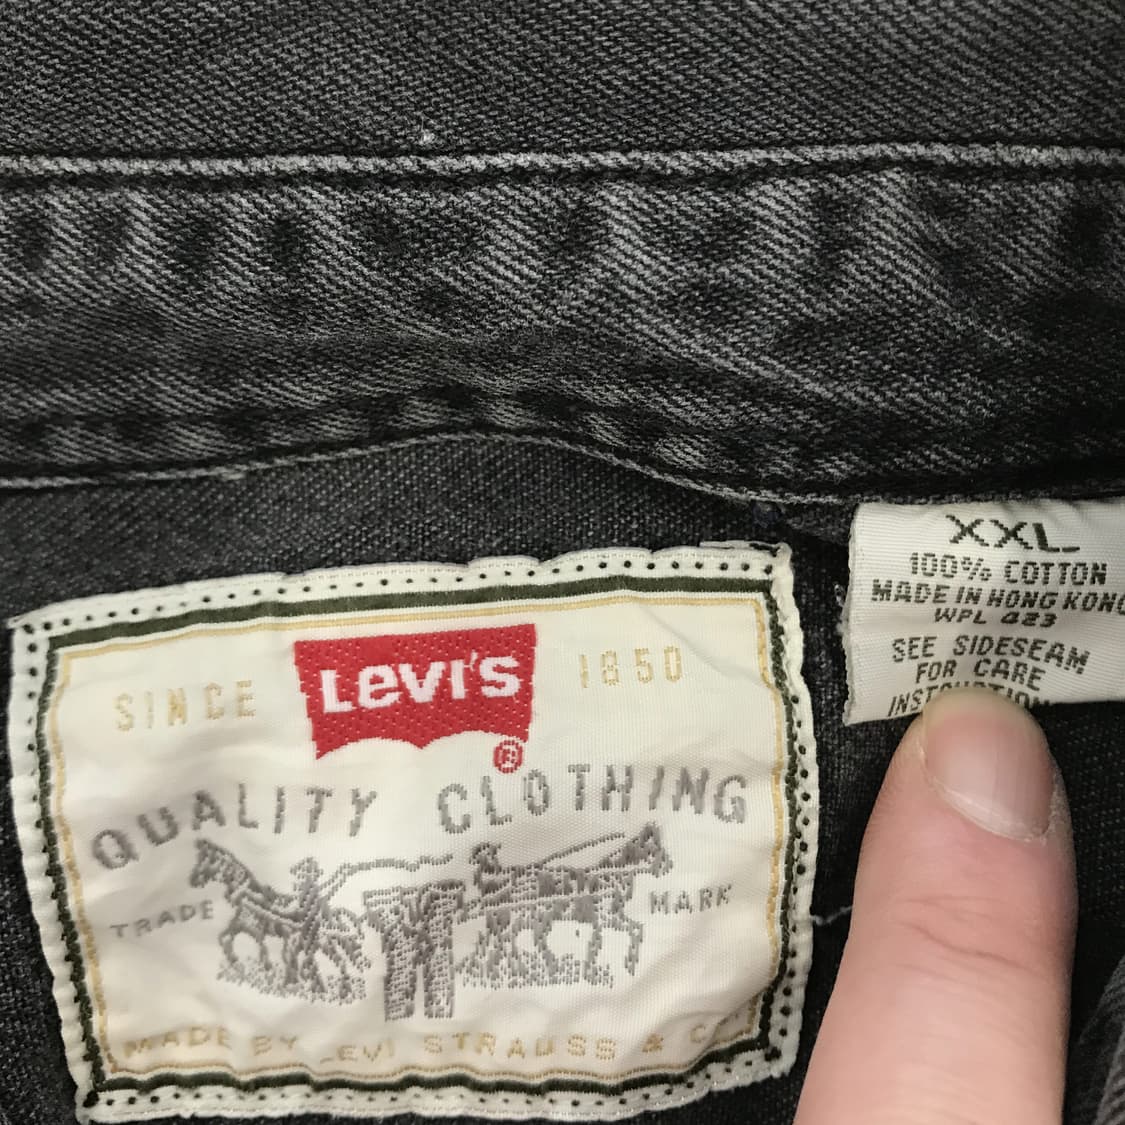 XXL
100% COTTON
MADE IN HONG KONG
WPL 423
SEE SIDESEAM
FOR CARE
SINCE LEVI'S 1850
®
QUALITY CLOTHING
TRADE MARK
MADE BY LEVI STRAUSS &